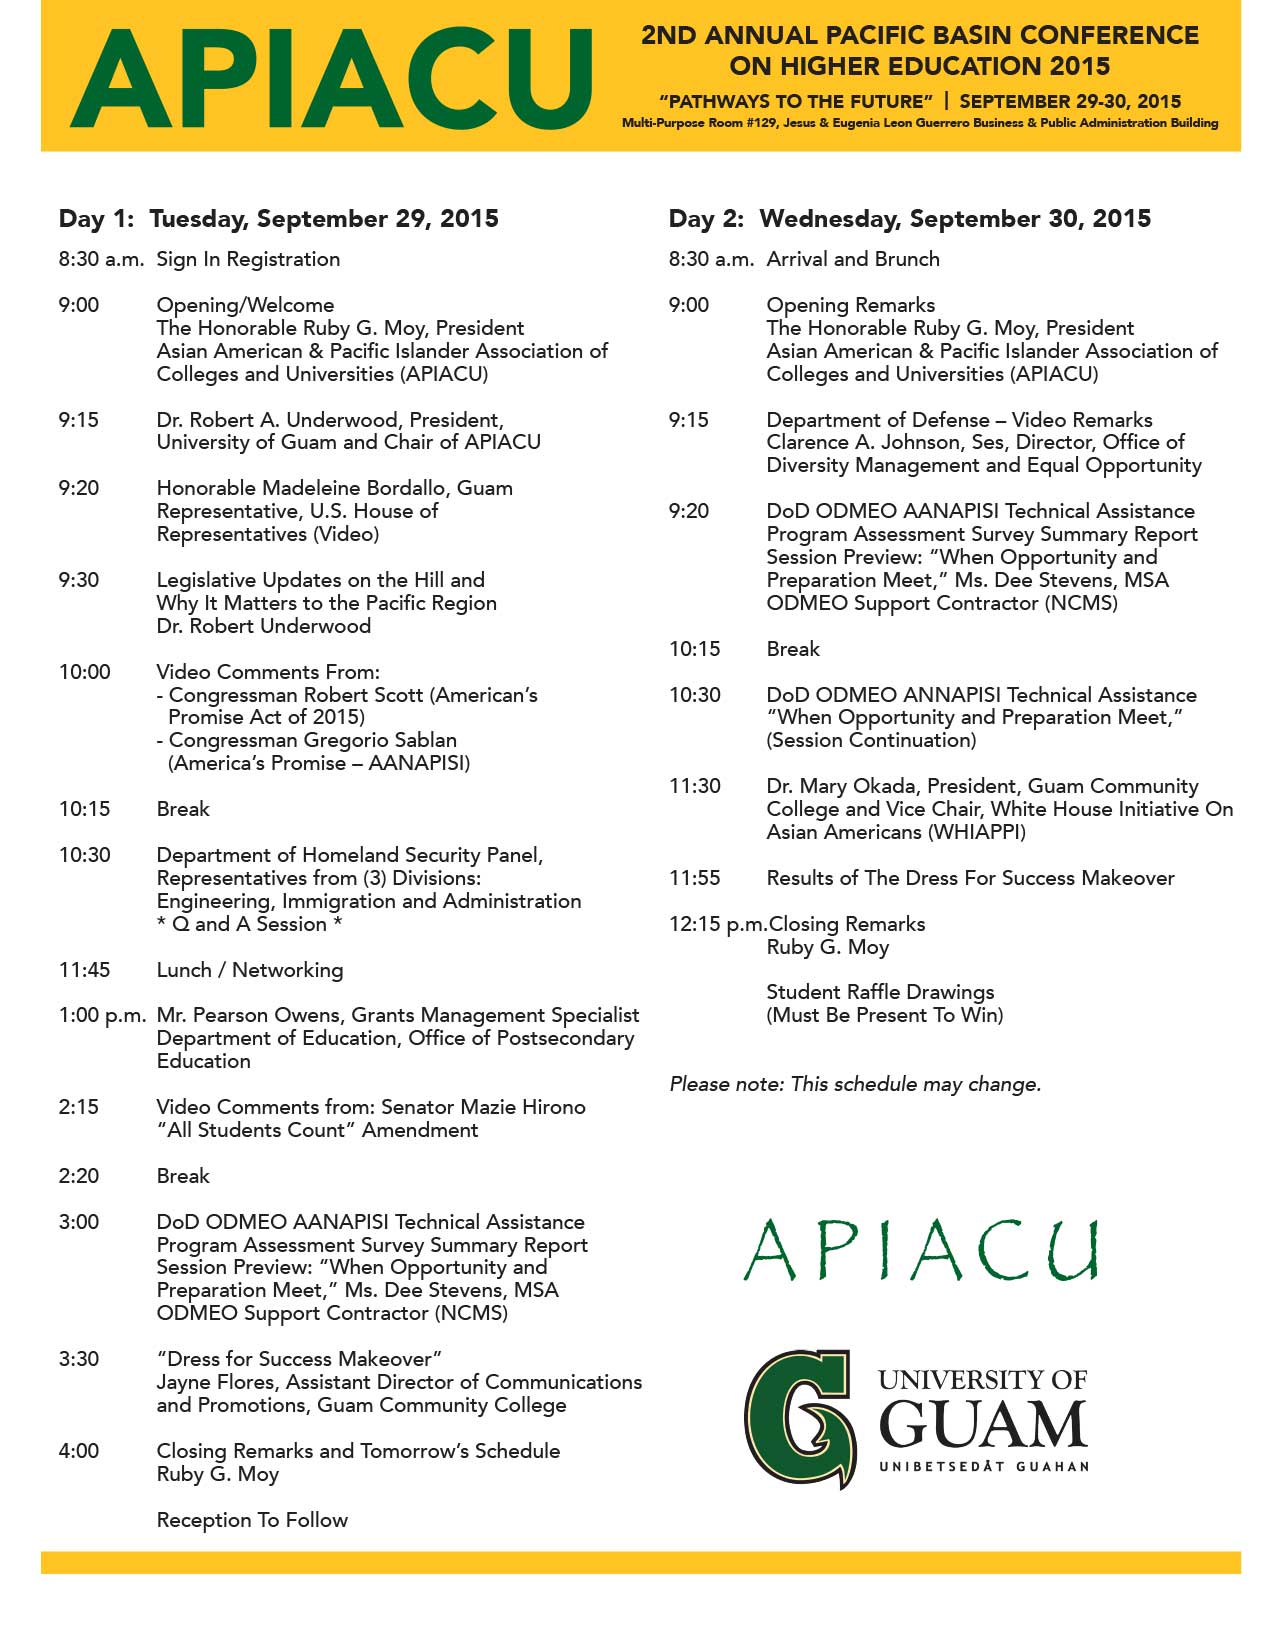 APIACU
2ND ANNUAL PACIFIC BASIN CONFERENCE
ON HIGHER EDUCATION 2015
“PATHWAYS TO THE FUTURE” | SEPTEMBER 29-30, 2015
Multi-Purpose Room #129, Jesus & Eugenia Leon Guerrero Business & Public Administration Building
Day 1: Tuesday, September 29, 2015
8:30 a.m. Sign In Registration
9:00 Opening/Welcome
The Honorable Ruby G. Moy, President
Asian American & Pacific Islander Association of
Colleges and Universities (APIACU)
9:15 Dr. Robert A. Underwood, President,
University of Guam and Chair of APIACU
9:20 Honorable Madeleine Bordallo, Guam
Representative, U.S. House of
Representatives (Video)
9:30 Legislative Updates on the Hill and
Why It Matters to the Pacific Region
Dr. Robert Underwood
10:00 Video Comments From:
- Congressman Robert Scott (American’s
Promise Act of 2015)
- Congressman Gregorio Sablan
(America’s Promise – AANAPISI)
10:15 Break
10:30 Department of Homeland Security Panel,
Representatives from (3) Divisions:
Engineering, Immigration and Administration
* Q and A Session *
11:45 Lunch / Networking
1:00 p.m. Mr. Pearson Owens, Grants Management Specialist
Department of Education, Office of Postsecondary
Education
2:15 Video Comments from: Senator Mazie Hirono
“All Students Count” Amendment
2:20 Break
3:00 DoD ODMEO AANAPISI Technical Assistance
Program Assessment Survey Summary Report
Session Preview: “When Opportunity and
Preparation Meet,” Ms. Dee Stevens, MSA
ODMEO Support Contractor (NCMS)
3:30 “Dress for Success Makeover”
Jayne Flores, Assistant Director of Communications
and Promotions, Guam Community College
4:00 Closing Remarks and Tomorrow’s Schedule
Ruby G. Moy
Reception To Follow
Day 2: Wednesday, September 30, 2015
8:30 a.m. Arrival and Brunch
9:00 Opening Remarks
The Honorable Ruby G. Moy, President
Asian American & Pacific Islander Association of
Colleges and Universities (APIACU)
9:15 Department of Defense – Video Remarks
Clarence A. Johnson, Ses, Director, Office of
Diversity Management and Equal Opportunity
9:20 DoD ODMEO AANAPISI Technical Assistance
Program Assessment Survey Summary Report
Session Preview: “When Opportunity and
Preparation Meet,” Ms. Dee Stevens, MSA
ODMEO Support Contractor (NCMS)
10:15 Break
10:30 DoD ODMEO ANNAPISI Technical Assistance
“When Opportunity and Preparation Meet,”
(Session Continuation)
11:30 Dr. Mary Okada, President, Guam Community
College and Vice Chair, White House Initiative On
Asian Americans (WHIAPPI)
11:55 Results of The Dress For Success Makeover
12:15 p.m.Closing Remarks
Ruby G. Moy
Student Raffle Drawings
(Must Be Present To Win)
Please note: This schedule may change.
APIACU
UNIVERSITY OF
GUAM
UNIBETSEDÅT GUAHAN